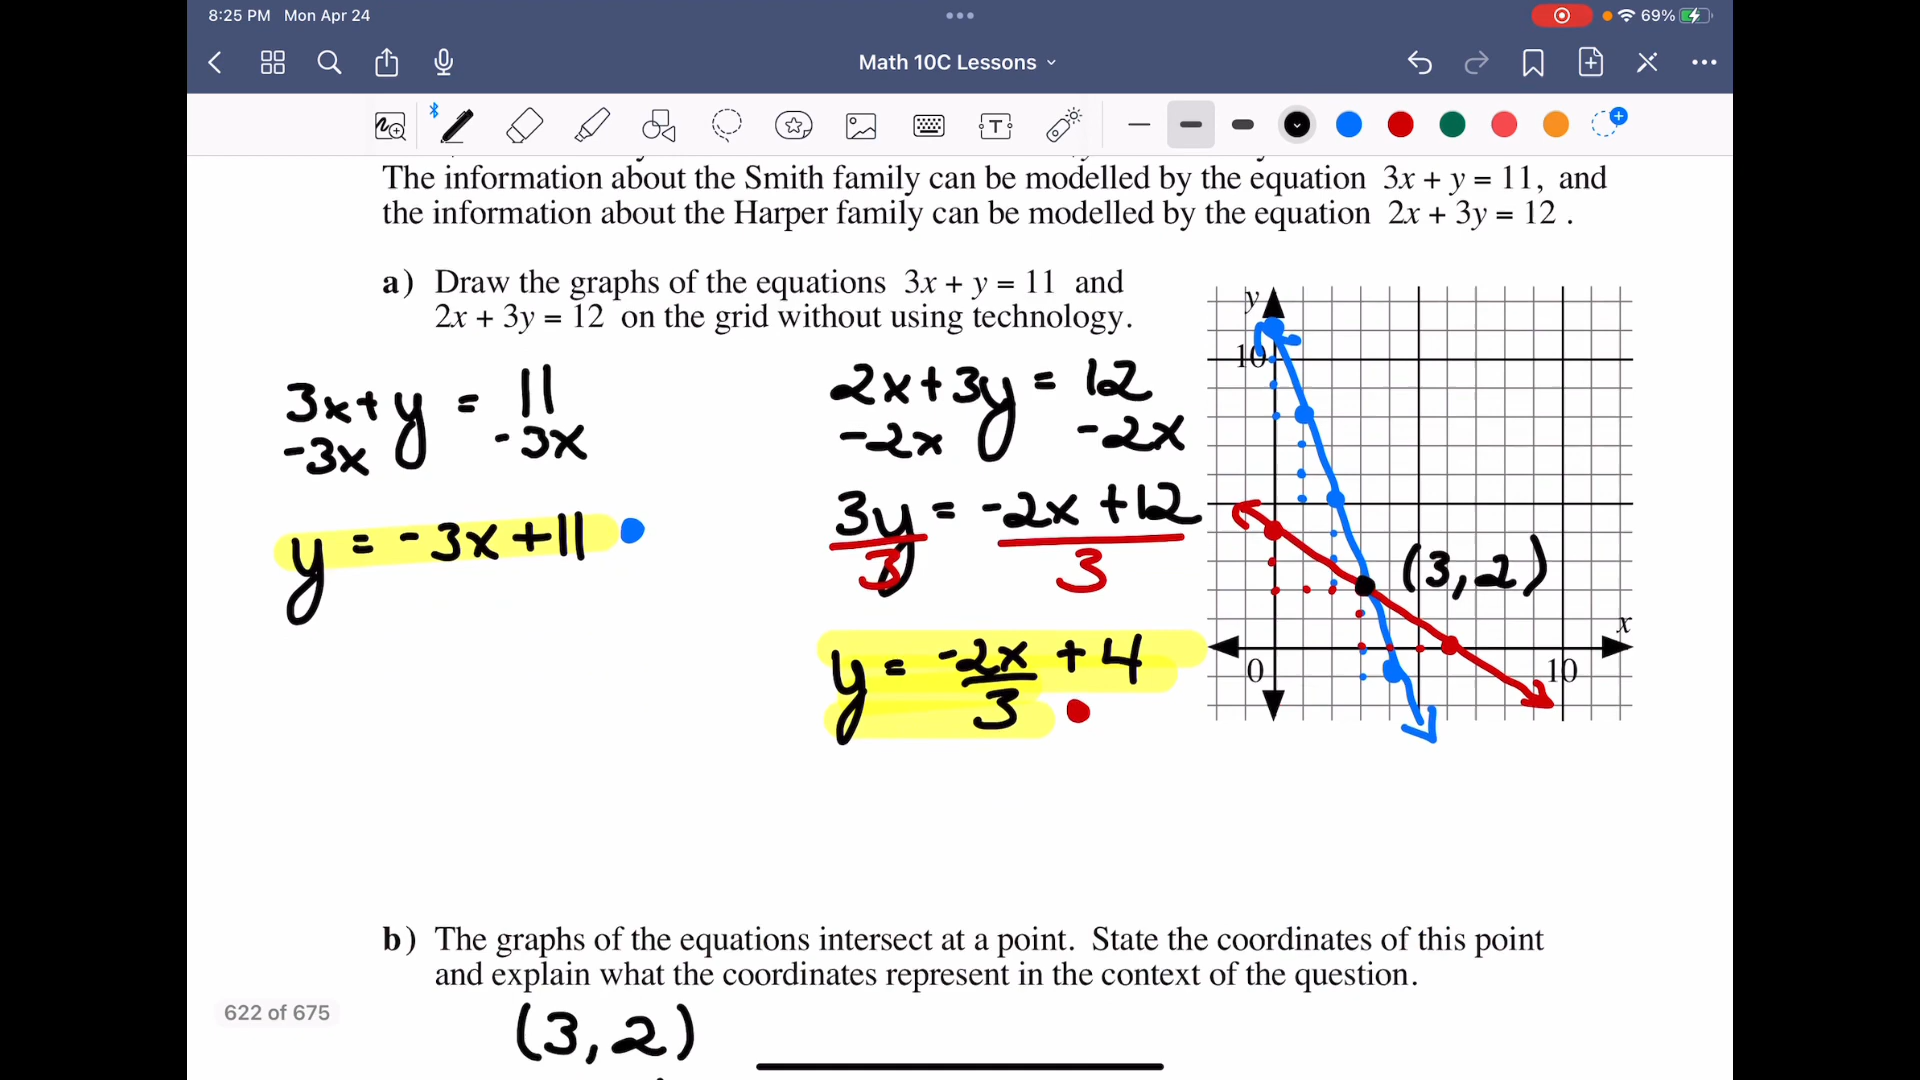 8:25 PM Mon Apr 24
69%
Math 10C Lessons
The information about the Smith family can be modelled by the equation 3x + y = 11, and
the information about the Harper family can be modelled by the equation 2x + 3y = 12 .
a) Draw the graphs of the equations 3x + y = 11 and
2x + 3y = 12 on the grid without using technology.
3x+y = 11
-3x -3x
y = -3x+11
2x+3y = 12
-2x -2x
3y = -2x +12
3 3
y = -2x + 4
3
y
10
(3,2)
x
0
10
b) The graphs of the equations intersect at a point. State the coordinates of this point
and explain what the coordinates represent in the context of the question.
622 of 675
(3,2)